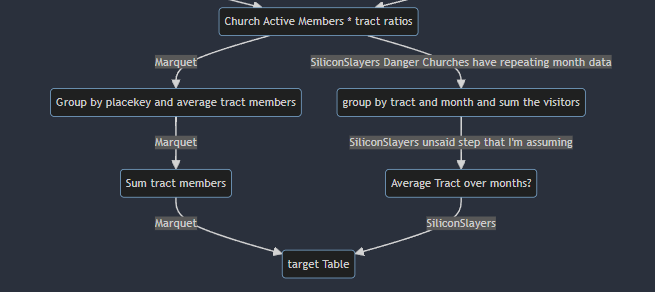 Church Active Members * tract ratios
Marquet
SiliconSlayers Danger Churches have repeating month data
Group by placekey and average tract members
group by tract and month and sum the visitors
Marquet
SiliconSlayers unsaid step that I'm assuming
Sum tract members
Average Tract over months?
Marquet
SiliconSlayers
target Table